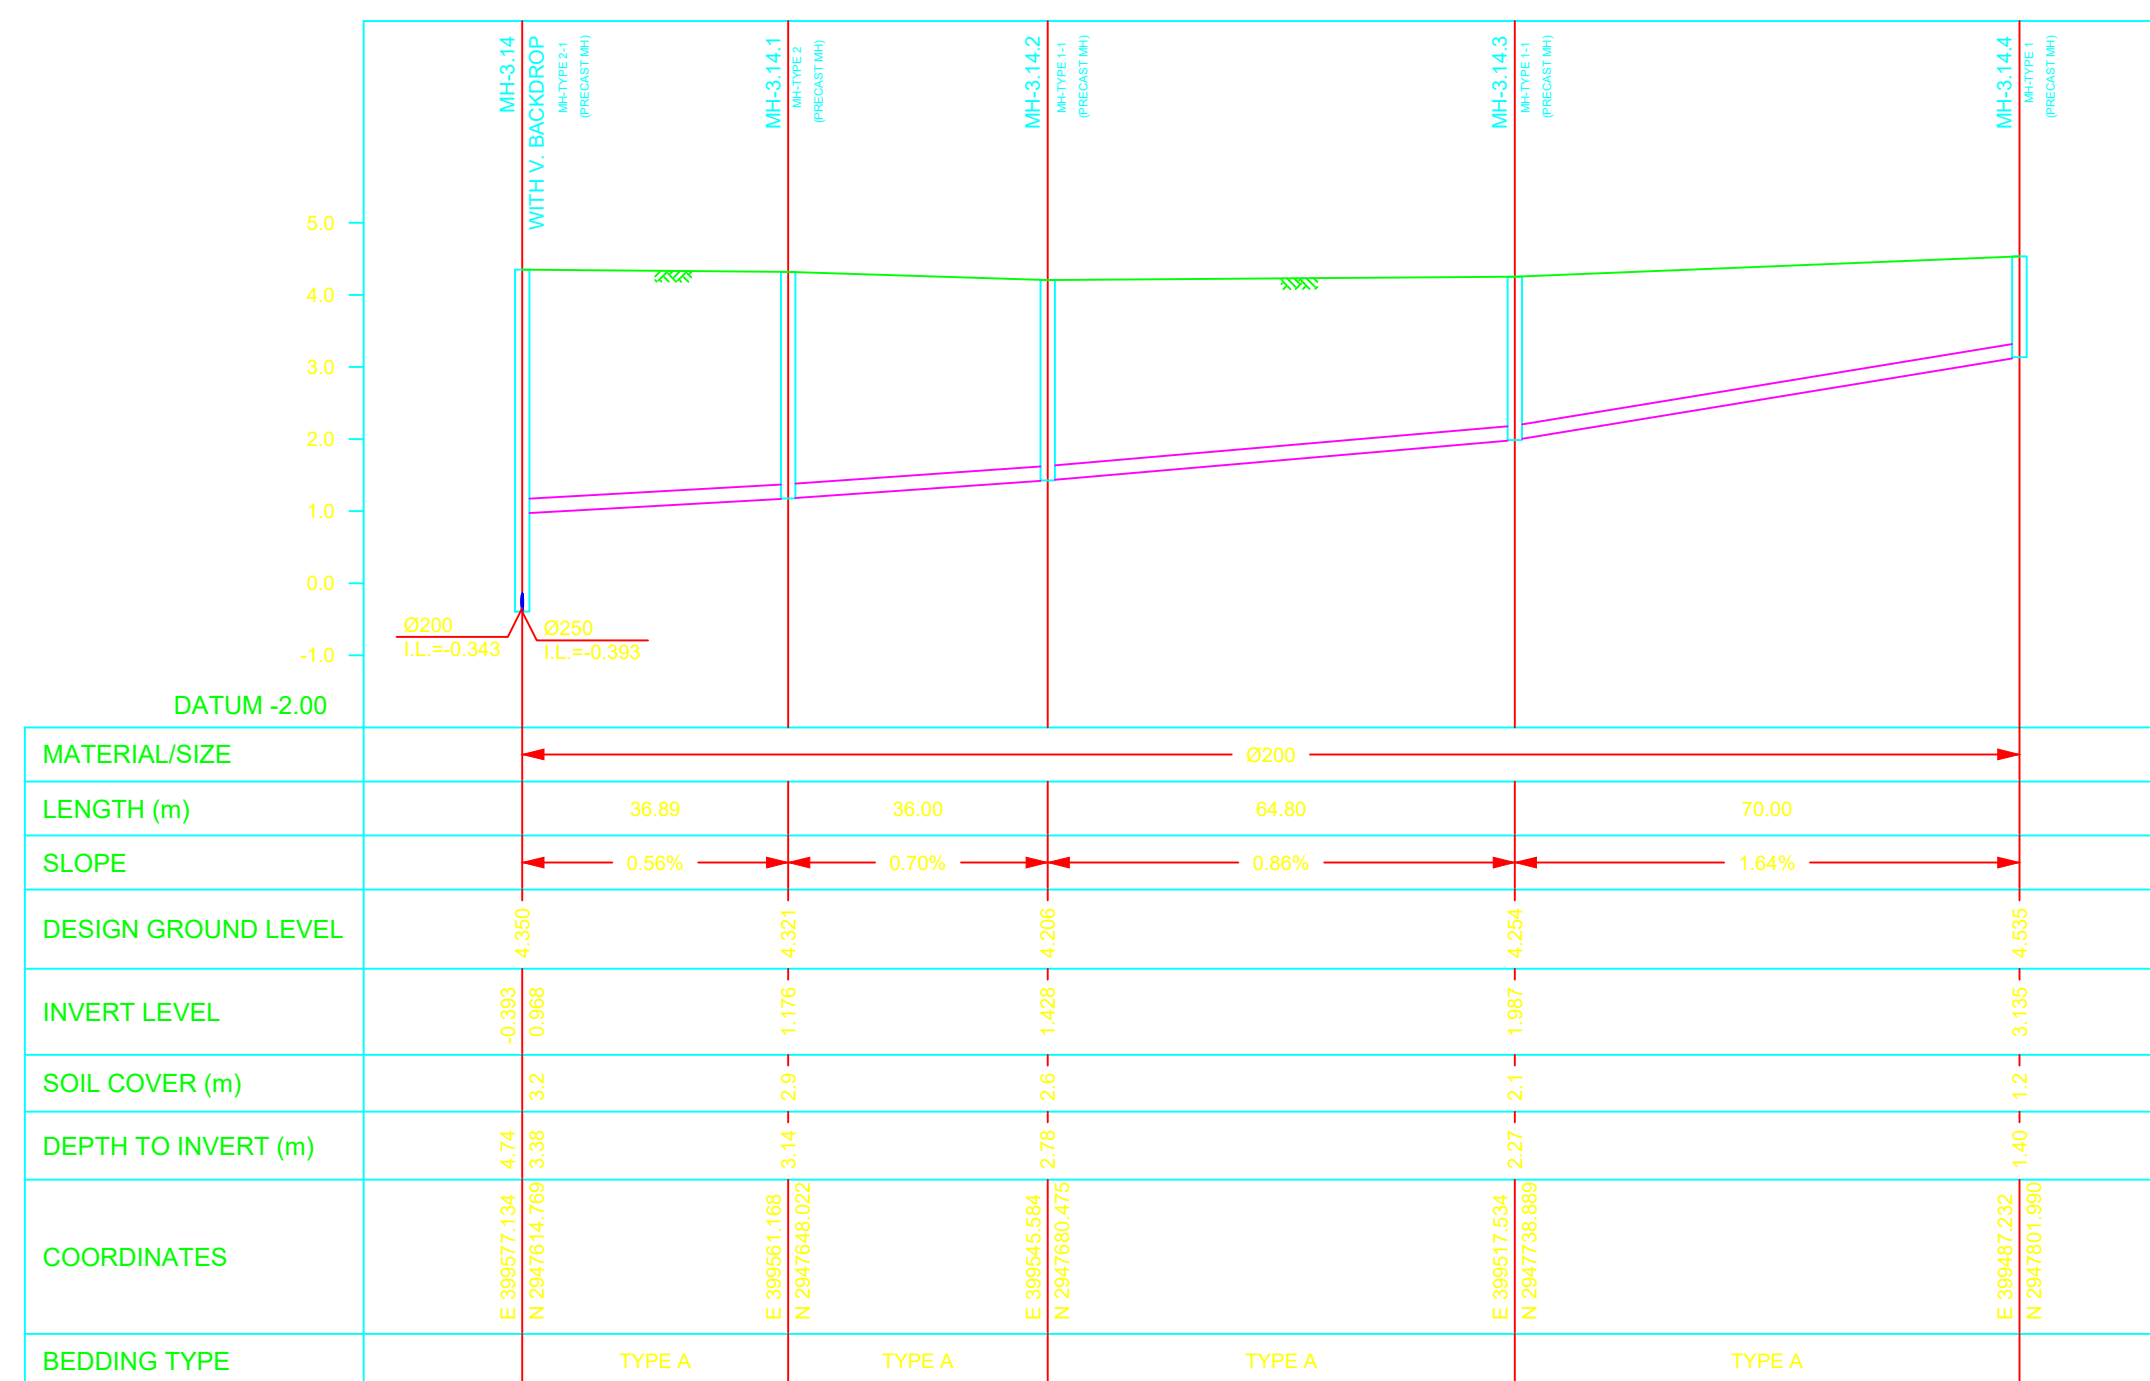 MH-3.14
WITH V. BACKDROP
MH-TYPE 2-1
(PRECAST MH)
MH-3.14.1
MH-TYPE 2
(PRECAST MH)
MH-3.14.2
MH-TYPE 1-1
(PRECAST MH)
MH-3.14.3
MH-TYPE 1-1
(PRECAST MH)
MH-3.14.4
MH-TYPE 1
(PRECAST MH)
5.0
4.0
3.0
2.0
1.0
0.0
-1.0
Ø200
I.L.=-0.343
Ø250
I.L.=-0.393
DATUM -2.00
MATERIAL/SIZE
Ø200
LENGTH (m)
36.89
36.00
64.80
70.00
SLOPE
0.56%
0.70%
0.86%
1.64%
DESIGN GROUND LEVEL
4.350
4.321
4.206
4.254
4.535
INVERT LEVEL
-0.393
0.968
1.176
1.428
1.987
3.135
SOIL COVER (m)
3.2
2.9
2.6
2.1
1.2
DEPTH TO INVERT (m)
4.74
3.38
3.14
2.78
2.27
1.40
COORDINATES
E 399577.134
N 2947614.769
E 399561.168
N 2947648.022
E 399545.584
N 2947680.475
E 399517.534
N 2947738.889
E 399487.232
N 2947801.990
BEDDING TYPE
TYPE A
TYPE A
TYPE A
TYPE A